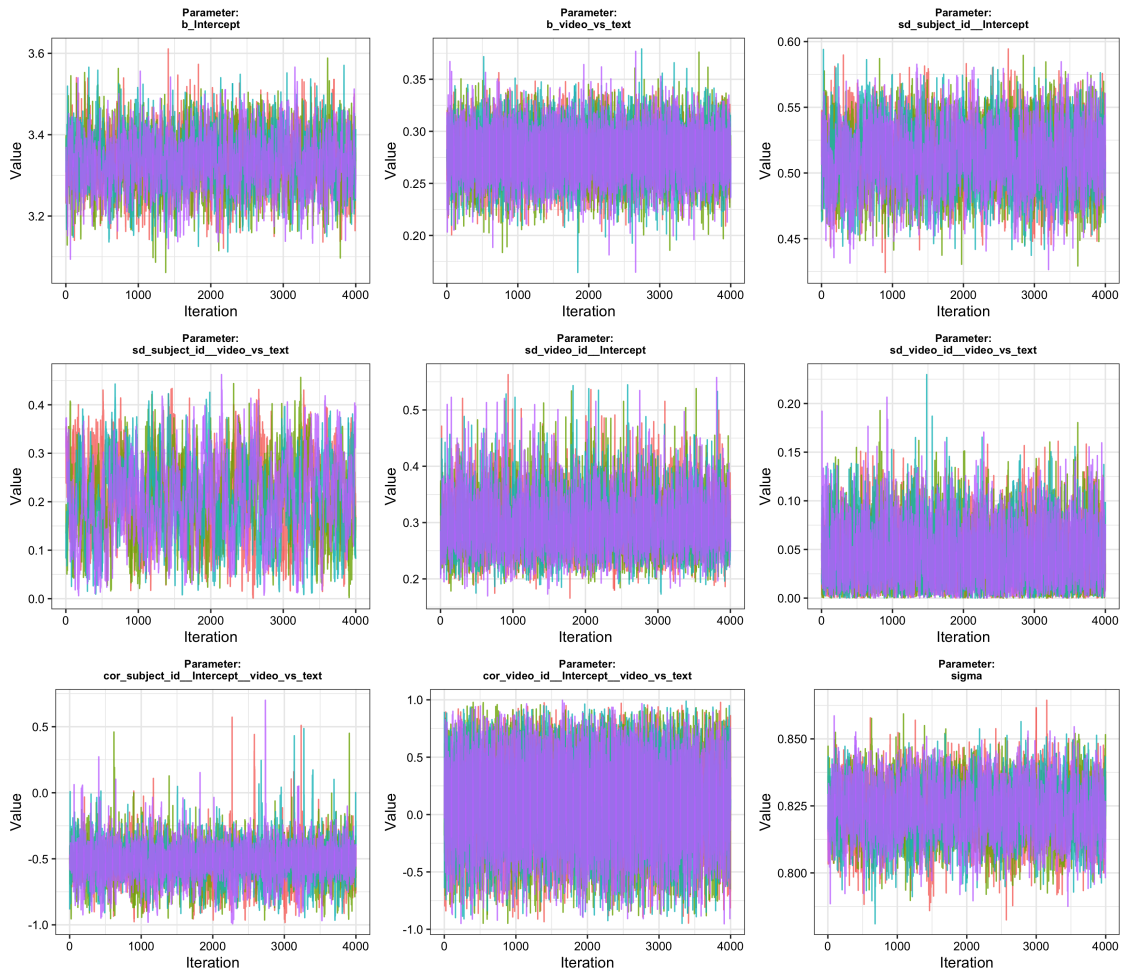 Parameter:
b_Intercept
Value
3.6
3.4
3.2
0 1000 2000 3000 4000
Iteration
Parameter:
b_video_vs_text
Value
0.35
0.30
0.25
0.20
0 1000 2000 3000 4000
Iteration
Parameter:
sd_subject_id__Intercept
Value
0.60
0.55
0.50
0.45
0 1000 2000 3000 4000
Iteration
Parameter:
sd_subject_id__video_vs_text
Value
0.4
0.3
0.2
0.1
0.0
0 1000 2000 3000 4000
Iteration
Parameter:
sd_video_id__Intercept
Value
0.5
0.4
0.3
0.2
0 1000 2000 3000 4000
Iteration
Parameter:
sd_video_id__video_vs_text
Value
0.20
0.15
0.10
0.05
0.00
0 1000 2000 3000 4000
Iteration
Parameter:
cor_subject_id__Intercept__video_vs_text
Value
0.5
0.0
-0.5
-1.0
0 1000 2000 3000 4000
Iteration
Parameter:
cor_video_id__Intercept__video_vs_text
Value
1.0
0.5
0.0
-0.5
-1.0
0 1000 2000 3000 4000
Iteration
Parameter:
sigma
Value
0.850
0.825
0.800
0 1000 2000 3000 4000
Iteration